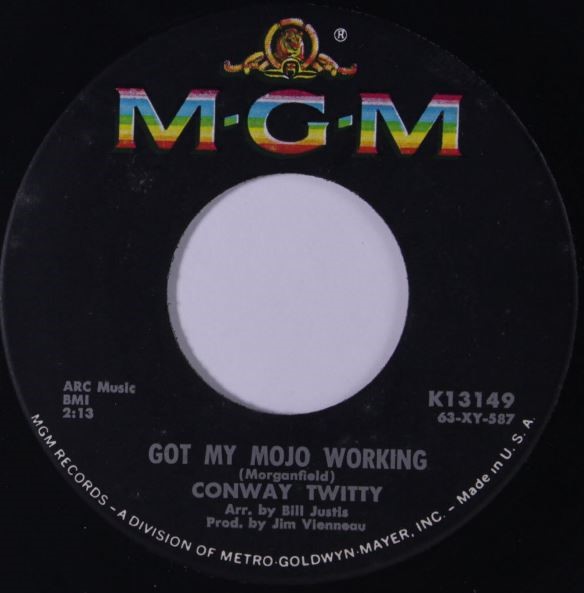 ®
M-G-M
ARC Music
BMI
2:13
K13149
63-XY-587
GOT MY MOJO WORKING
(Morganfield)
CONWAY TWITTY
Arr. by Bill Justis
Prod. by Jim Vienneau
MGM RECORDS – A DIVISION OF METRO-GOLDWYN-MAYER, INC. – Made in U.S.A.